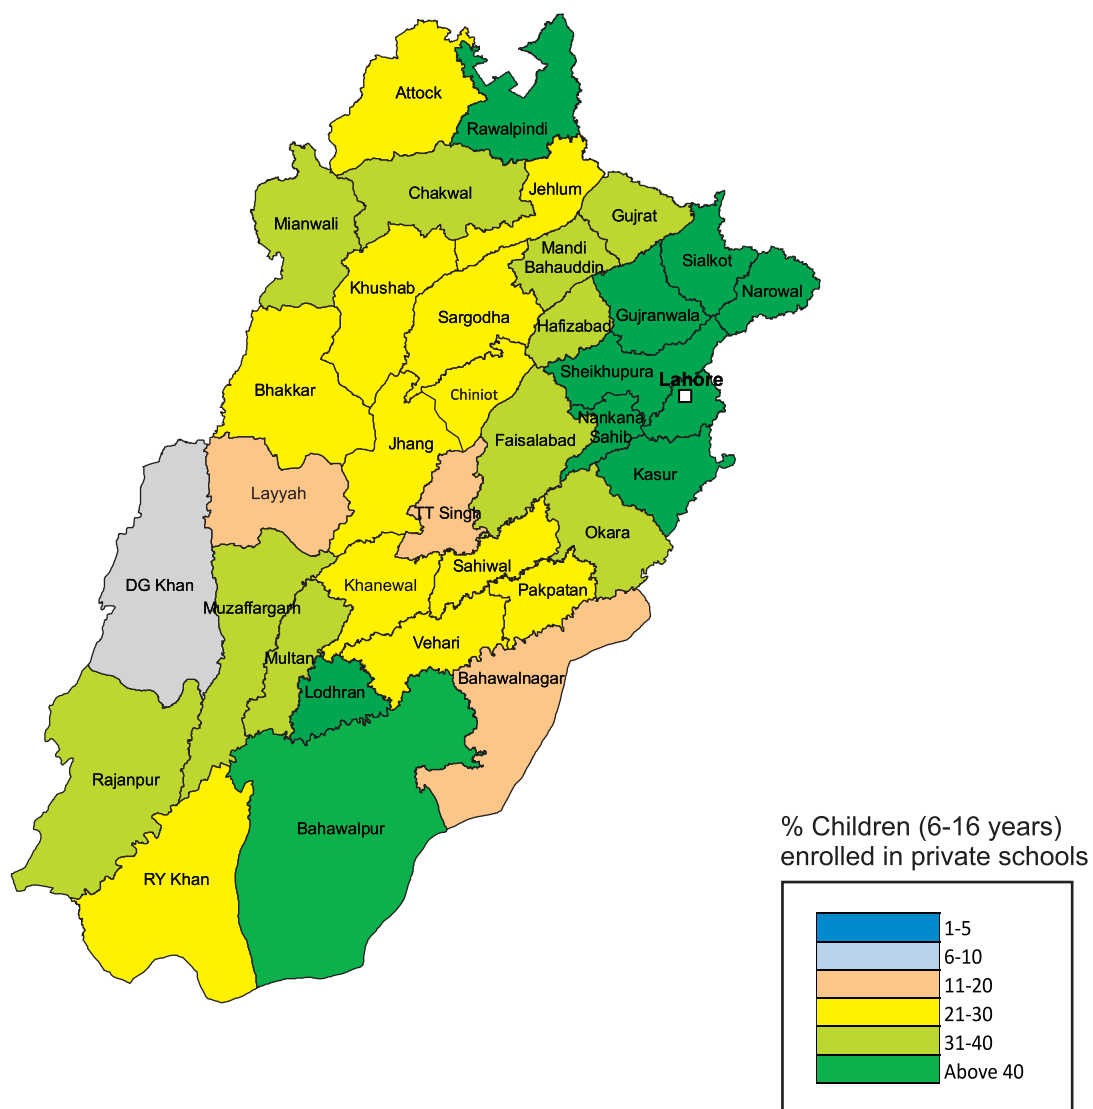 Attock
Rawalpindi
Jehlum
Chakwal
Mianwali
Gujrat
Mandi
Bahauddin
Sialkot
Narowal
Khushab
Sargodha
Hafizabad
Gujranwala
Sheikhupura
Lahore
Bhakkar
Chiniot
Nankana
Sahib
Jhang
Faisalabad
Kasur
Layyah
TT Singh
Okara
DG Khan
Sahiwal
Khanewal
Pakpatan
Muzaffargarh
Vehari
Multan
Bahawalnagar
Lodhran
Rajanpur
Bahawalpur
RY Khan
% Children (6-16 years)
enrolled in private schools
1-5
6-10
11-20
21-30
31-40
Above 40